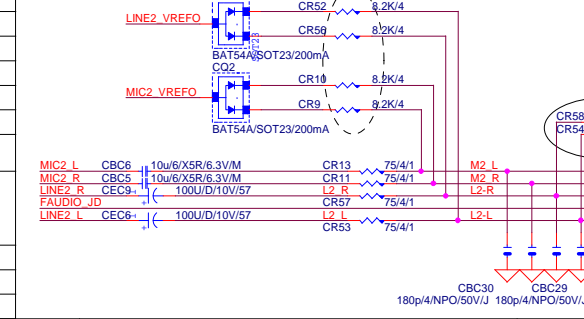 CR52 8.2K/4
LINE2_VREFO
CR56 8.2K/4
SOT23
BAT54A/SOT23/200mA
CQ2
CR10 8.2K/4
MIC2_VREFO
CR9 8.2K/4
BAT54A/SOT23/200mA
CR58
CR54
MIC2_L CBC6 10u/6/X5R/6.3V/M CR13 75/4/1 M2_L
MIC2_R CBC5 10u/6/X5R/6.3V/M CR11 75/4/1 M2_R
LINE2_R CEC9 100U/D/10V/57 L2_R 75/4/1 L2-R
FAUDIO_JD CR57
LINE2_L CEC6 100U/D/10V/57 L2_L 75/4/1 L2-L
CR53
CBC30 CBC29
180p/4/NPO/50V/J 180p/4/NPO/50V/J